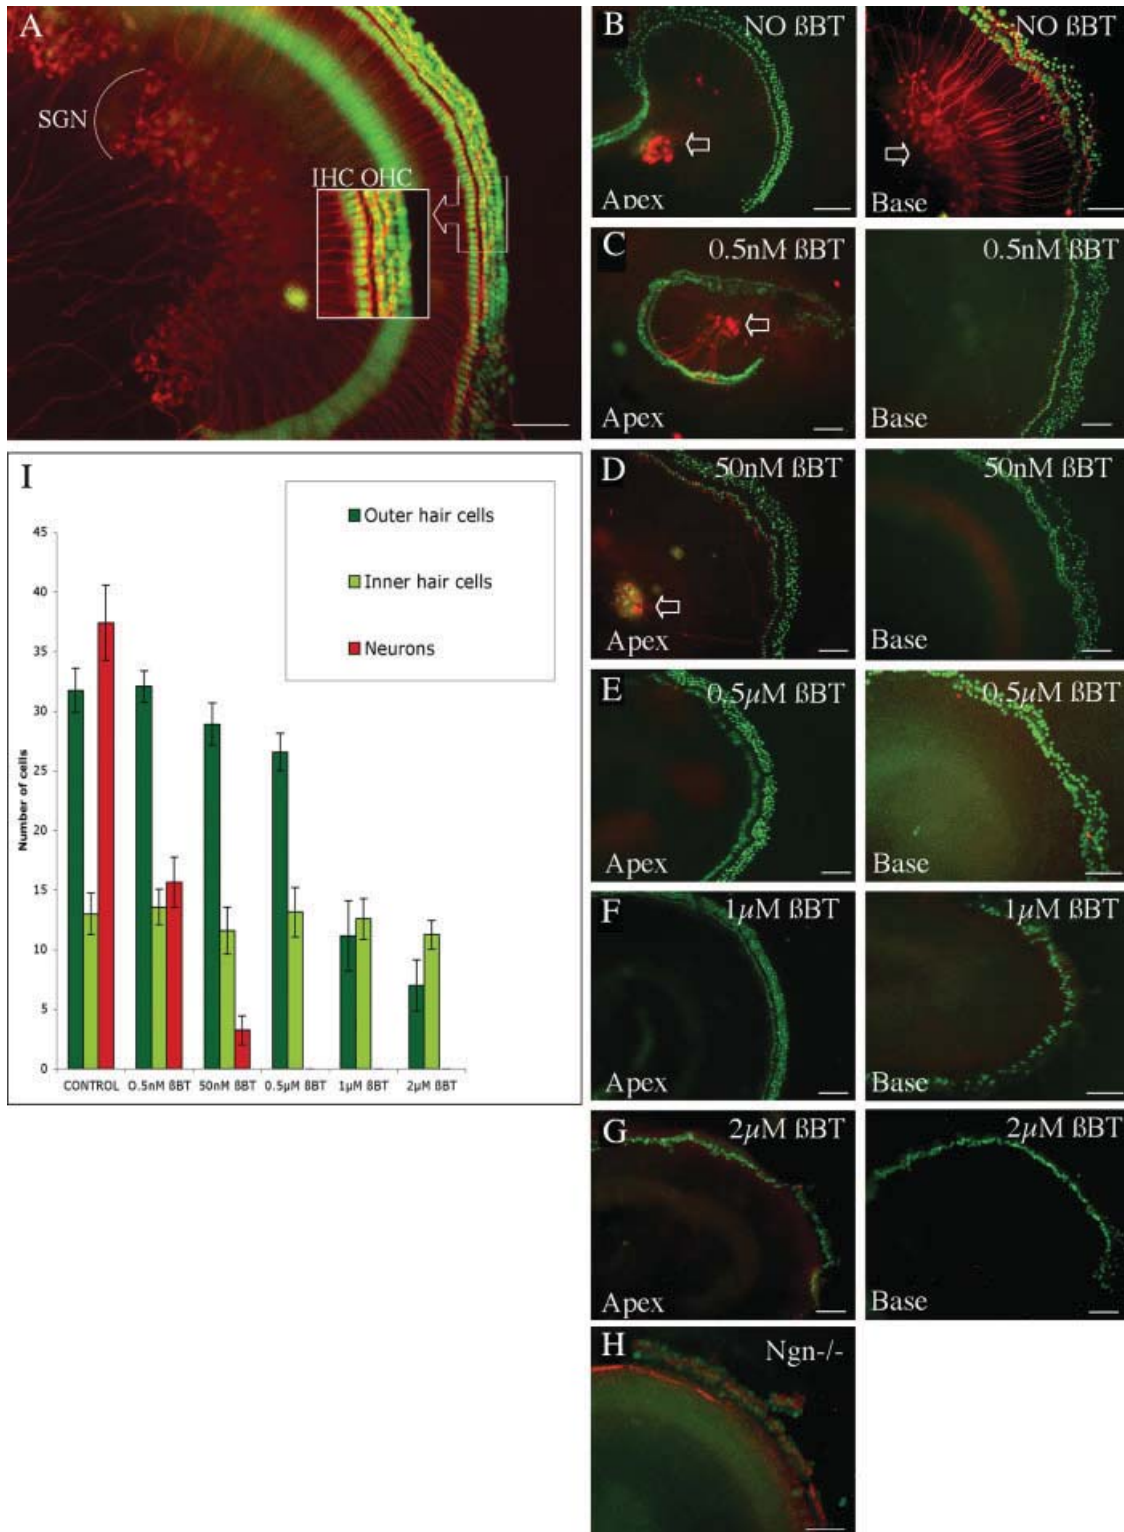 A
SGN
IHC OHC
B
NO ßBT
Apex
NO ßBT
Base
C
0.5nM ßBT
Apex
0.5nM ßBT
Base
D
50nM ßBT
Apex
50nM ßBT
Base
E
0.5µM ßBT
Apex
0.5µM ßBT
Base
F
1µM ßBT
Apex
1µM ßBT
Base
G
2µM ßBT
Apex
2µM ßBT
Base
H
Ngn-/-
I
Outer hair cells
Inner hair cells
Neurons
Number of cells
45
40
35
30
25
20
15
10
5
0
CONTROL O.5nM ßBT 50nM ßBT 0.5µM ßBT 1µM ßBT 2µM ßBT